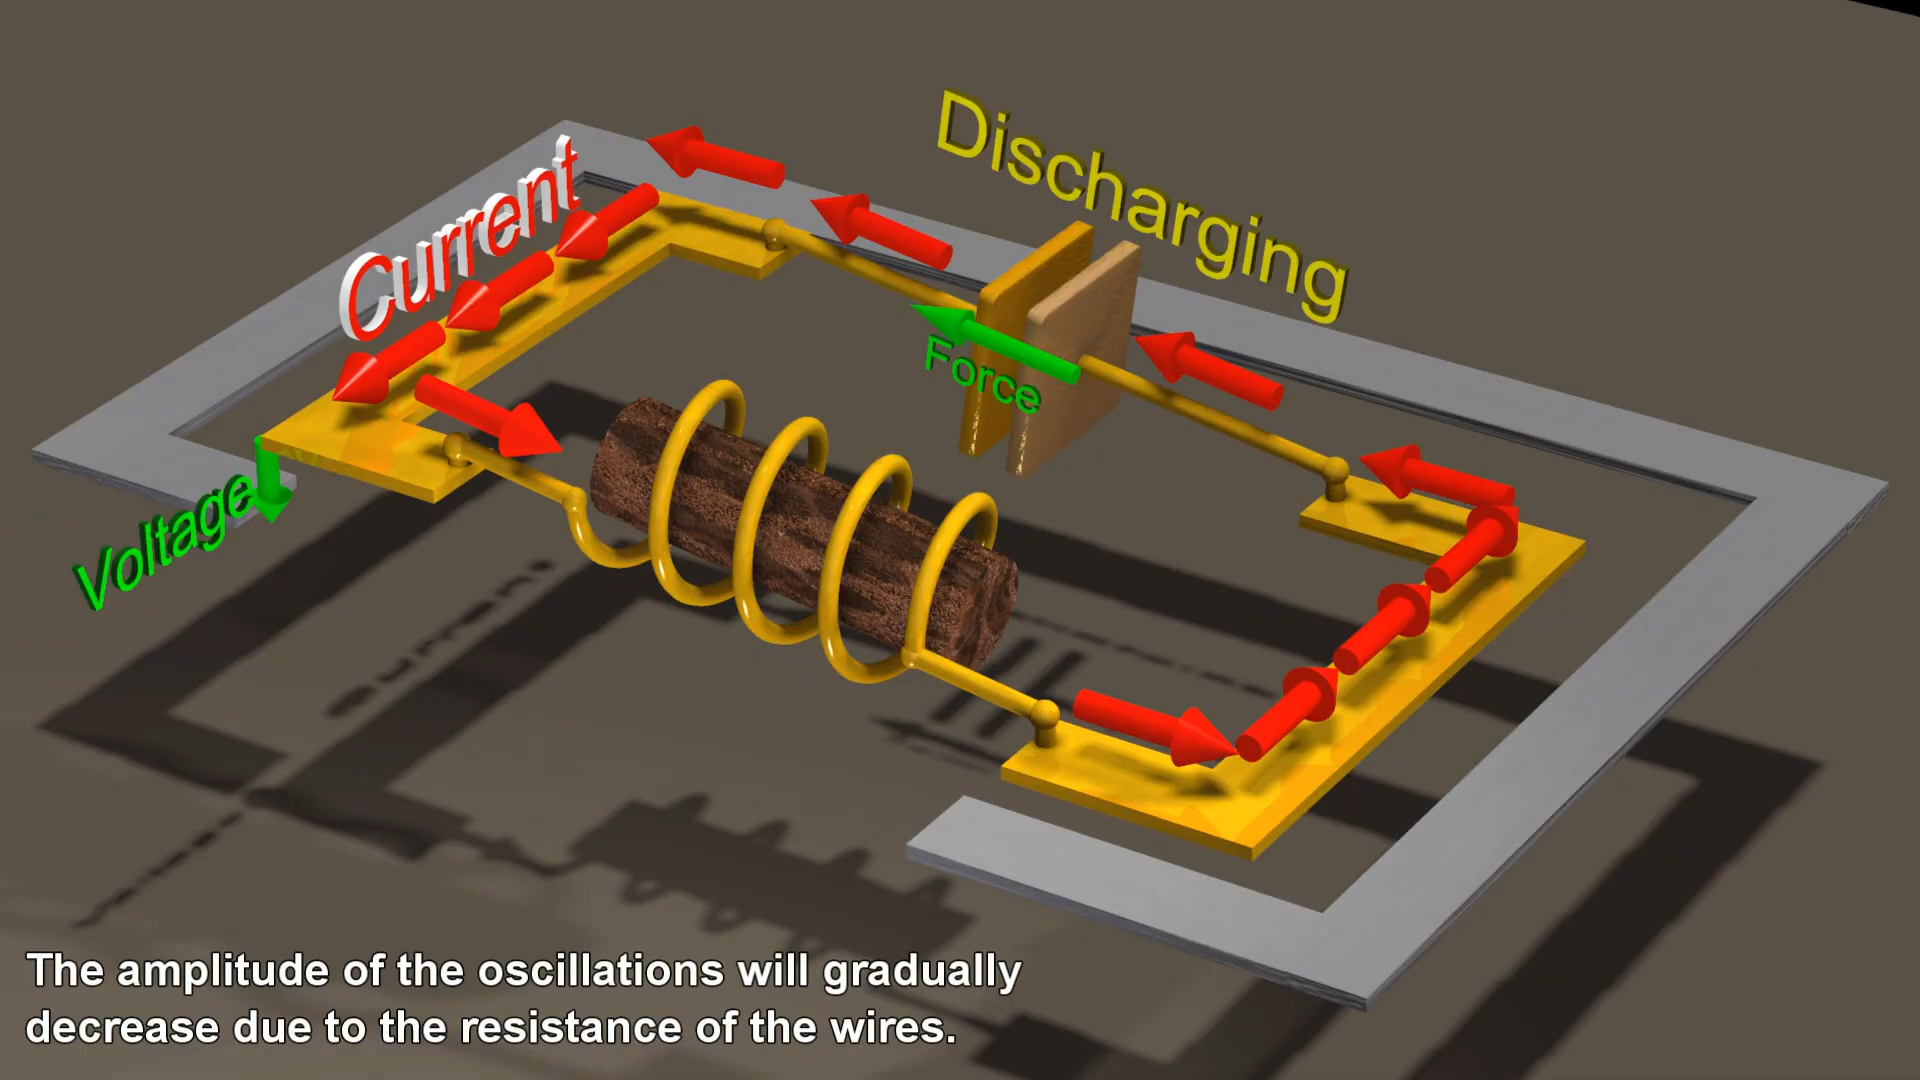 Discharging
Current
Force
Voltage
The amplitude of the oscillations will gradually
decrease due to the resistance of the wires.